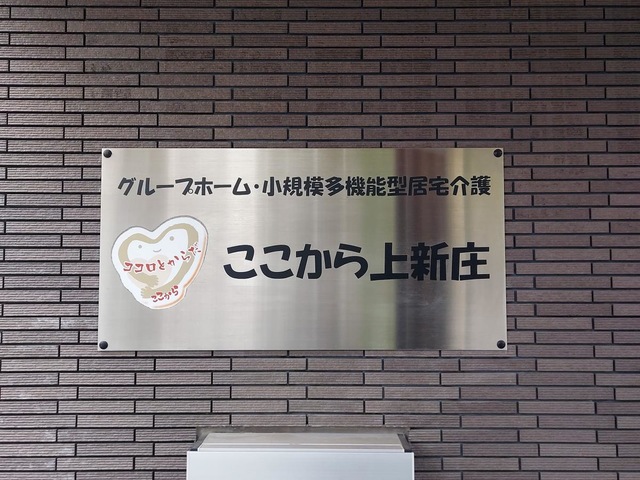 グループホーム・小規模多機能型居宅介護
ココロとからだ
ここから
ここから上新庄